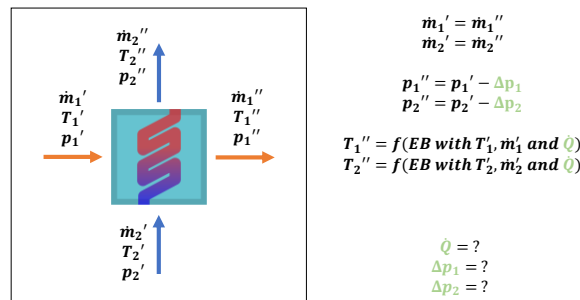 ṁ₂′′
T₂′′
p₂′′
ṁ₁′
T₁′
p₁′
ṁ₁′′
T₁′′
p₁′′
ṁ₂′
T₂′
p₂′
ṁ₁′ = ṁ₁′′
ṁ₂′ = ṁ₂′′
p₁′′ = p₁′ − Δp₁
p₂′′ = p₂′ − Δp₂
T₁′′ = f(EB with T₁′, ṁ₁′ and Q̇)
T₂′′ = f(EB with T₂′, ṁ₂′ and Q̇)
Q̇ = ?
Δp₁ = ?
Δp₂ = ?